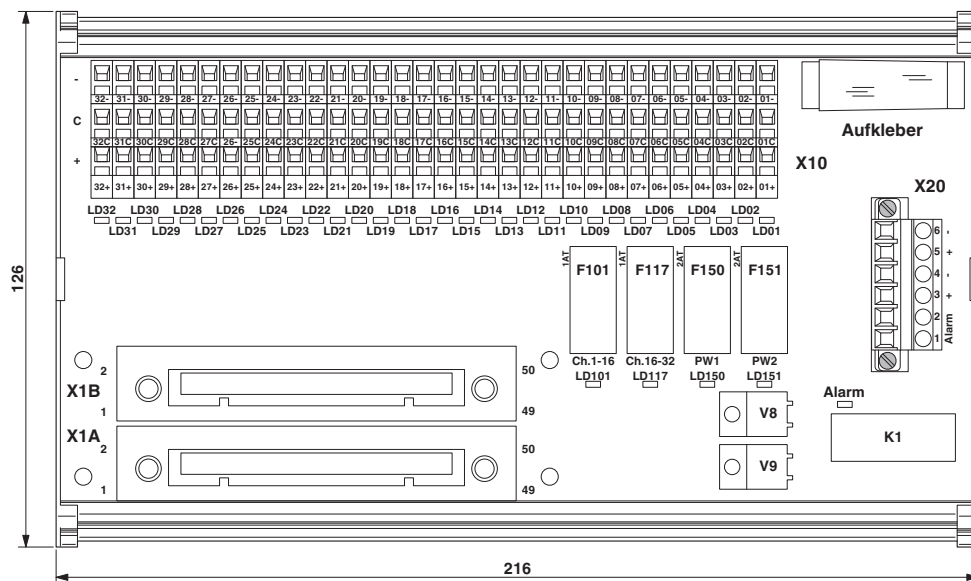 -
32- 31- 30- 29- 28- 27- 26- 25- 24- 23- 22- 21- 20- 19- 18- 17- 16- 15- 14- 13- 12- 11- 10- 09- 08- 07- 06- 05- 04- 03- 02- 01-
C
32C 31C 30C 29C 28C 27C 26- 25C 24C 23C 22C 21C 20C 19C 18C 17C 16C 15C 14C 13C 12C 11C 10C 09C 08C 07C 06C 05C 04C 03C 02C 01C
+
32+ 31+ 30+ 29+ 28+ 27+ 26+ 25+ 24+ 23+ 22+ 21+ 20+ 19+ 18+ 17+ 16+ 15+ 14+ 13+ 12+ 11+ 10+ 09+ 08+ 07+ 06+ 05+ 04+ 03+ 02+ 01+
Aufkleber
X10
X20
LD32 LD30 LD28 LD26 LD24 LD22 LD20 LD18 LD16 LD14 LD12 LD10 LD08 LD06 LD04 LD02
LD31 LD29 LD27 LD25 LD23 LD21 LD19 LD17 LD15 LD13 LD11 LD09 LD07 LD05 LD03 LD01
6 -
5 +
4 -
3 +
2
1
Alarm
1AT F101
1AT F117
2AT F150
2AT F151
Ch.1-16 Ch.16-32 PW1 PW2
LD101 LD117 LD150 LD151
126
X1B
2 50
1 49
X1A
2 50
1 49
V8
V9
Alarm
K1
216